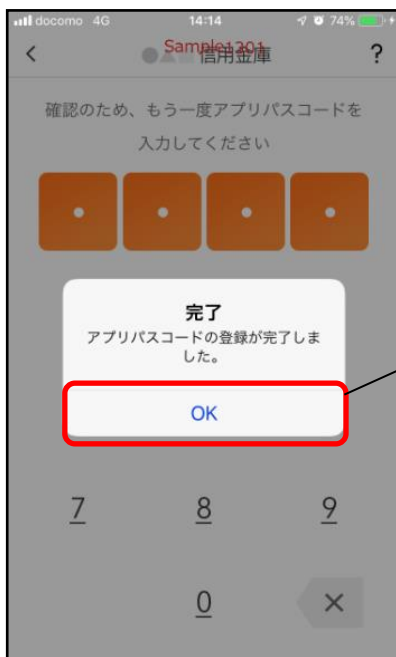 docomo 4G 14:14 74%
●▲■信用金庫
Sample1201
?
確認のため、もう一度アプリパスコードを
入力してください
完了
アプリパスコードの登録が完了しま
した。
OK
7 8 9
0